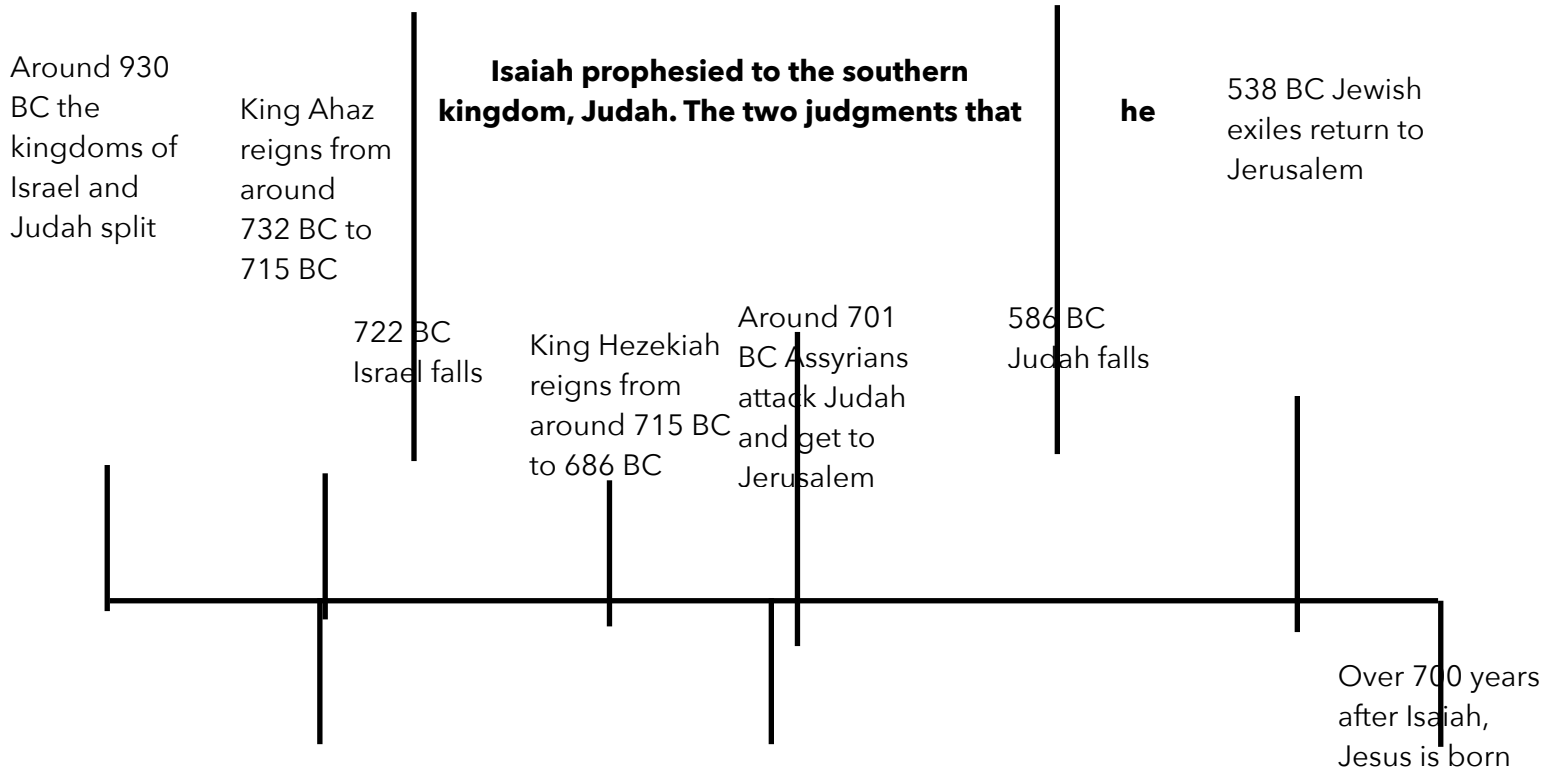 Around 930
BC the
kingdoms of
Israel and
Judah split
King Ahaz
reigns from
around
732 BC to
715 BC
Isaiah prophesied to the southern
kingdom, Judah. The two judgments that he
538 BC Jewish
exiles return to
Jerusalem
722 BC
Israel falls
King Hezekiah
reigns from
around 715 BC
to 686 BC
Around 701
BC Assyrians
attack Judah
and get to
Jerusalem
586 BC
Judah falls
Over 700 years
after Isaiah,
Jesus is born